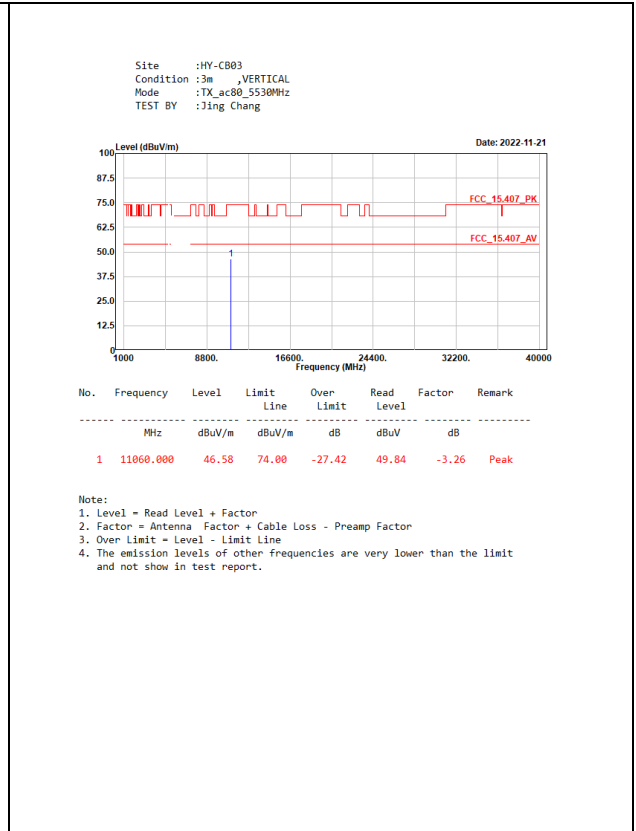 Site :HY-CB03
Condition :3m ,VERTICAL
Mode :TX_ac80_5530MHz
TEST BY :Jing Chang
Level (dBuV/m) Date: 2022-11-21
100
87.5
75.0 FCC_15.407_PK
62.5
FCC_15.407_AV
50.0 1
37.5
25.0
12.5
0
1000 8800. 16600. 24400. 32200. 40000
Frequency (MHz)
No. Frequency Level Limit Over Read Factor Remark
Line Limit Level
------ ----------- -------- --------- --------- -------- -------- ---------
MHz dBuV/m dBuV/m dB dBuV dB
1 11060.000 46.58 74.00 -27.42 49.84 -3.26 Peak
Note:
1. Level = Read Level + Factor
2. Factor = Antenna Factor + Cable Loss - Preamp Factor
3. Over Limit = Level - Limit Line
4. The emission levels of other frequencies are very lower than the limit
and not show in test report.